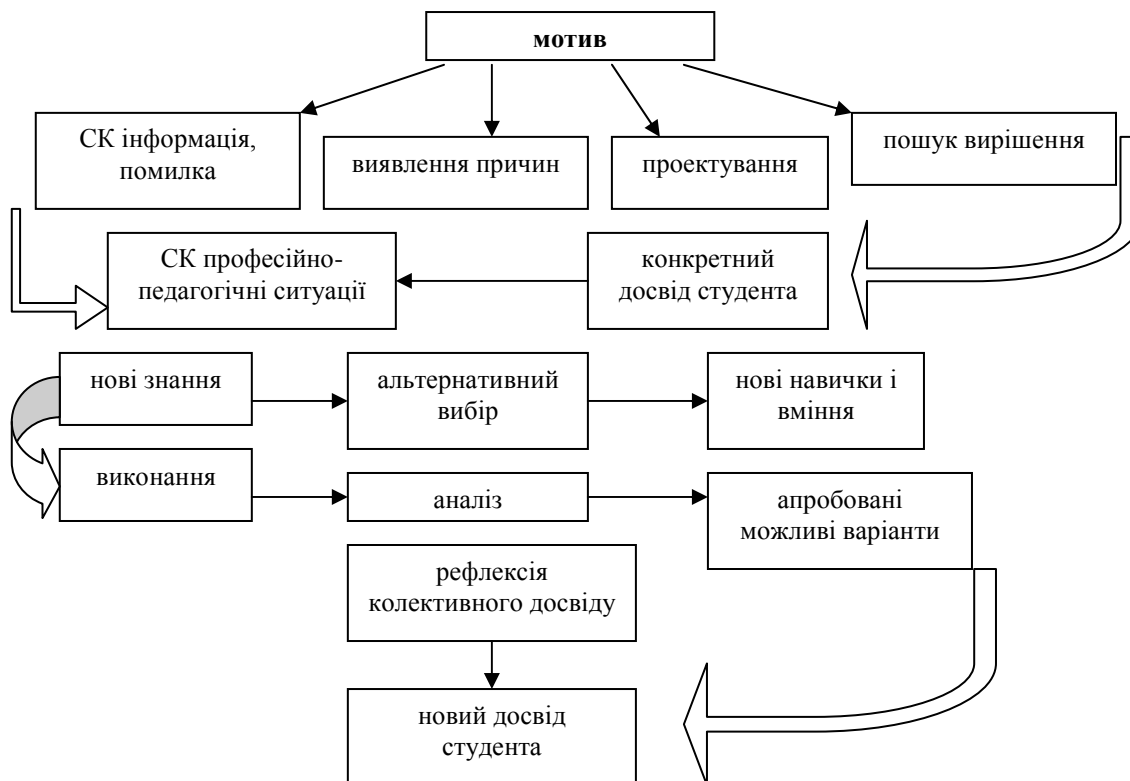 мотив
СК інформація,
помилка
виявлення причин
проектування
пошук вирішення
СК професійно-
педагогічні ситуації
конкретний
досвід студента
нові знання
альтернативний
вибір
нові навички і
вміння
виконання
аналіз
апробовані
можливі варіанти
рефлексія
колективного досвіду
новий досвід
студента